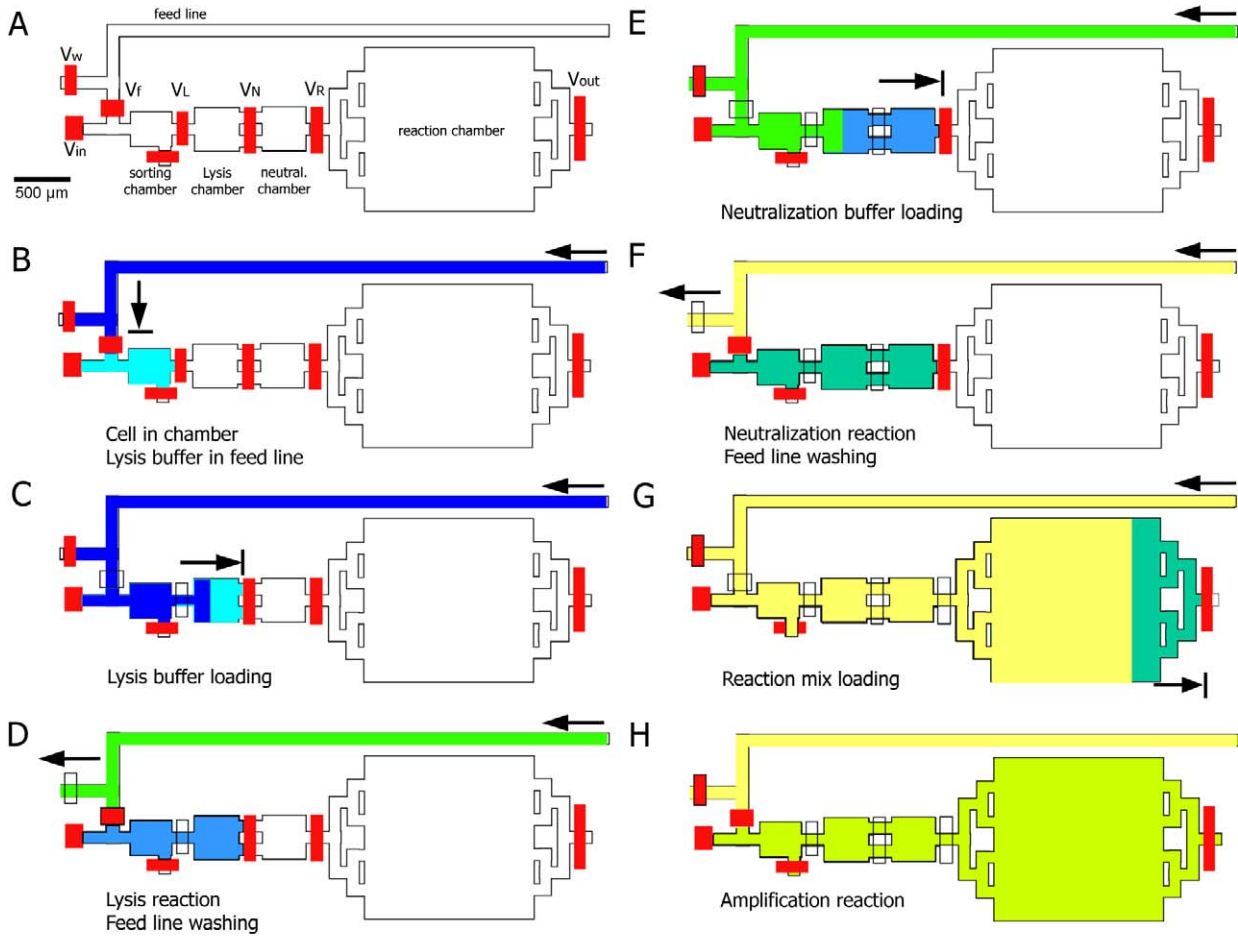 A
feed line
Vw
Vf
VL
VN
VR
Vout
Vin
reaction chamber
500 μm
sorting
chamber
Lysis
chamber
neutral.
chamber
B
Cell in chamber
Lysis buffer in feed line
C
Lysis buffer loading
D
Lysis reaction
Feed line washing
E
Neutralization buffer loading
F
Neutralization reaction
Feed line washing
G
Reaction mix loading
H
Amplification reaction